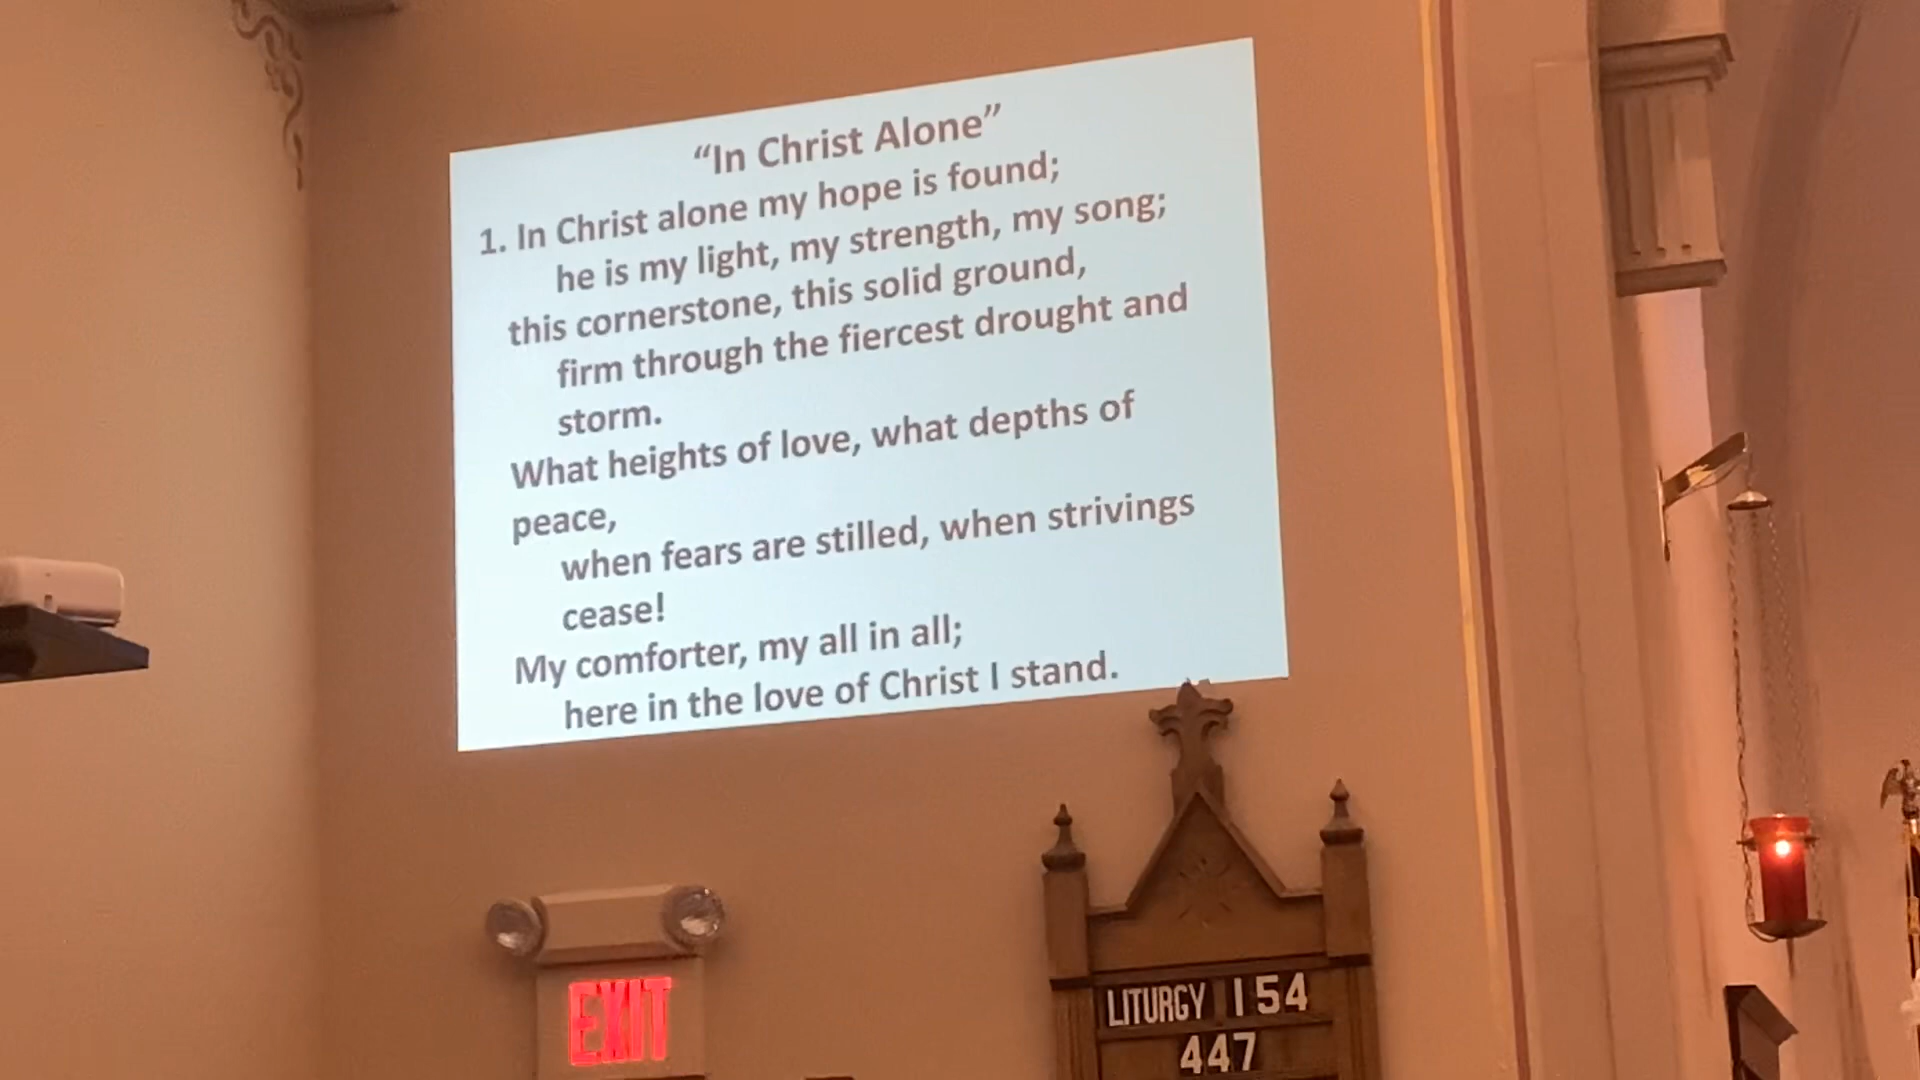 “In Christ Alone”
1. In Christ alone my hope is found;
he is my light, my strength, my song;
this cornerstone, this solid ground,
firm through the fiercest drought and
storm.
What heights of love, what depths of
peace,
when fears are stilled, when strivings
cease!
My comforter, my all in all;
here in the love of Christ I stand.
EXIT
LITURGY 154
447